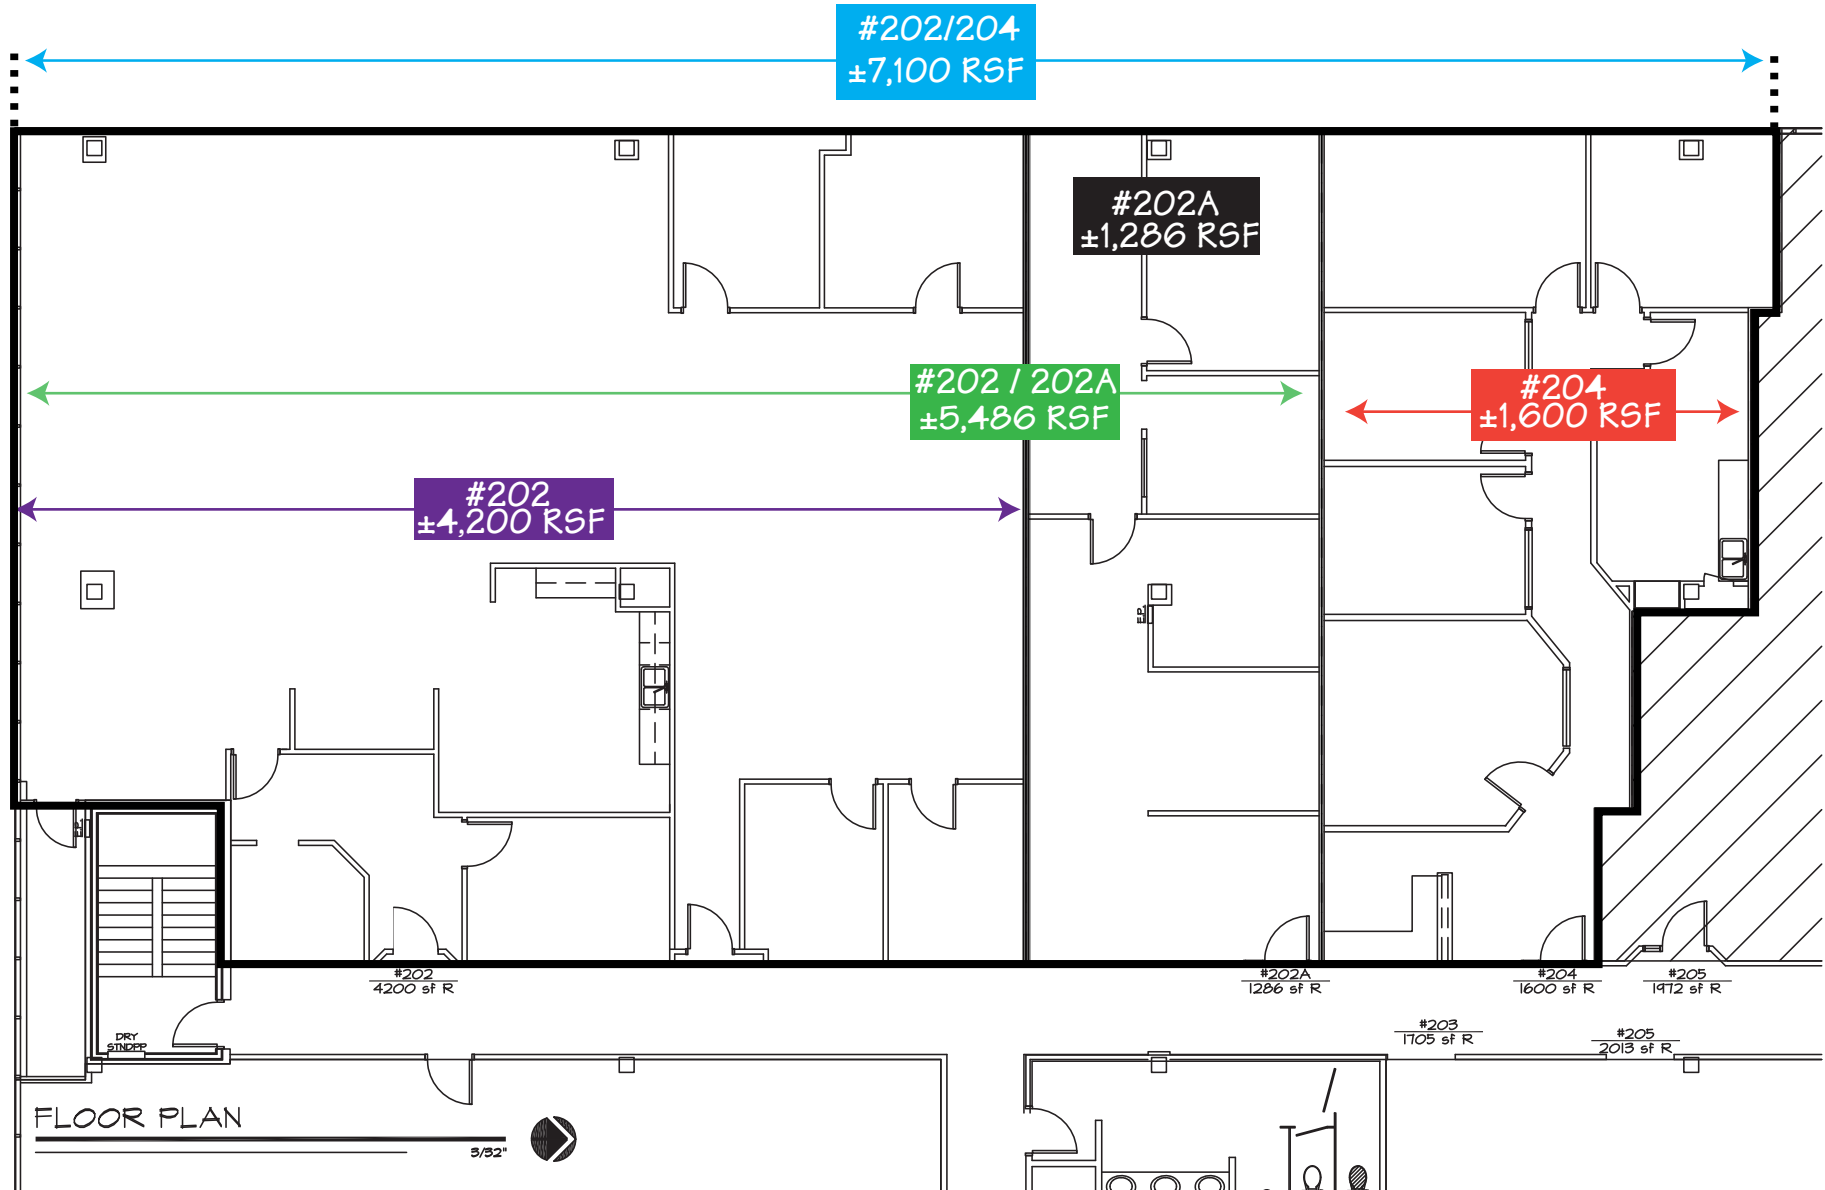 #202/204
±7,100 RSF
#202A
±1,286 RSF
#202 / 202A
±5,486 RSF
#204
±1,600 RSF
#202
±4,200 RSF
E.P.
E.P.
#202
4200 sf R
#202A
1286 sf R
#204
1600 sf R
#205
1972 sf R
#203
1705 sf R
#205
2013 sf R
DRY
STNDPP
FLOOR PLAN
3/32"